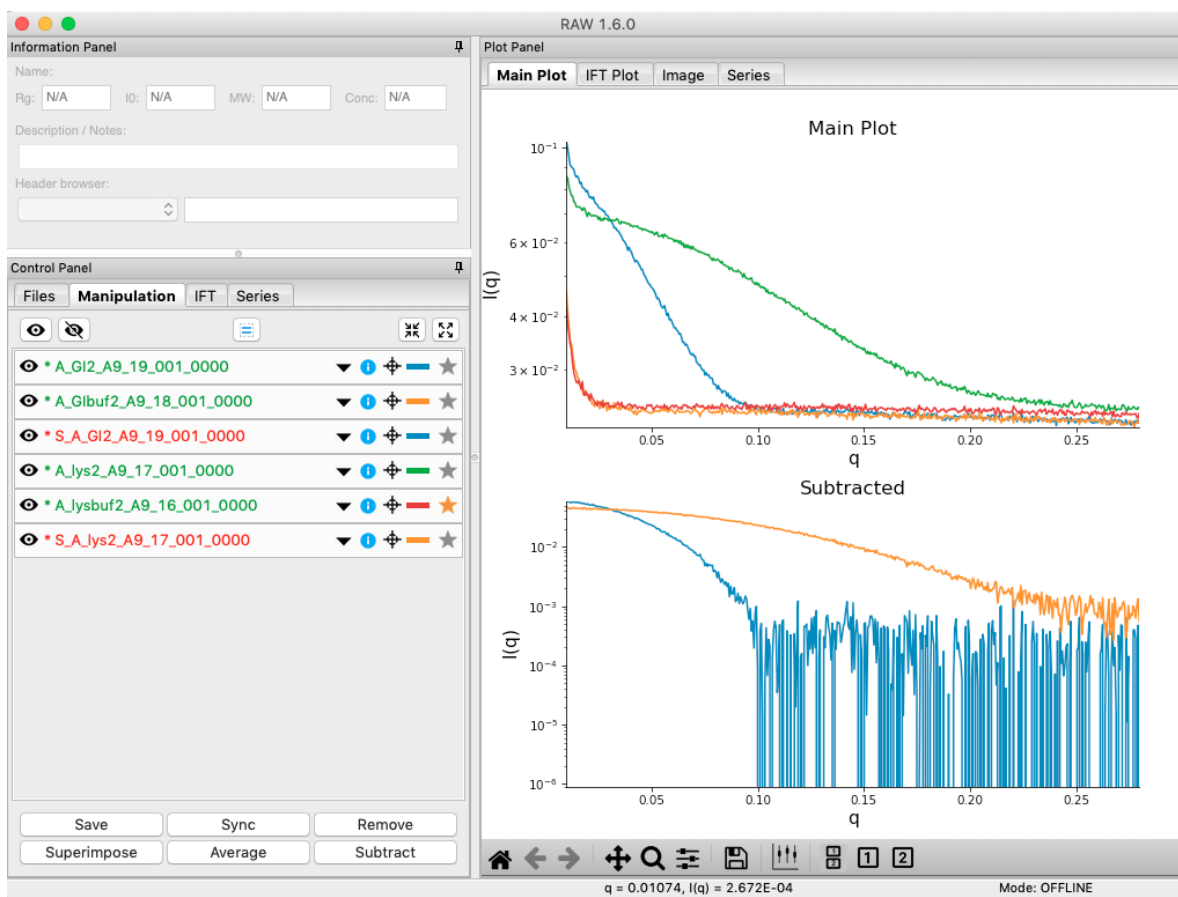 RAW 1.6.0
Information Panel
Name:
Rg: N/A I0: N/A MW: N/A Conc: N/A
Description / Notes:
Header browser:
Control Panel
Files Manipulation IFT Series
* A_GI2_A9_19_001_0000
* A_GIbuf2_A9_18_001_0000
* S_A_GI2_A9_19_001_0000
* A_lys2_A9_17_001_0000
* A_lysbuf2_A9_16_001_0000
* S_A_lys2_A9_17_001_0000
Save Sync Remove
Superimpose Average Subtract
Plot Panel
Main Plot IFT Plot Image Series
Main Plot
10⁻¹
6 × 10⁻²
4 × 10⁻²
3 × 10⁻²
I(q)
0.05 0.10 0.15 0.20 0.25
q
Subtracted
10⁻²
10⁻³
10⁻⁴
10⁻⁵
10⁻⁶
I(q)
0.05 0.10 0.15 0.20 0.25
q
1 2 1 2
q = 0.01074, I(q) = 2.672E-04 Mode: OFFLINE